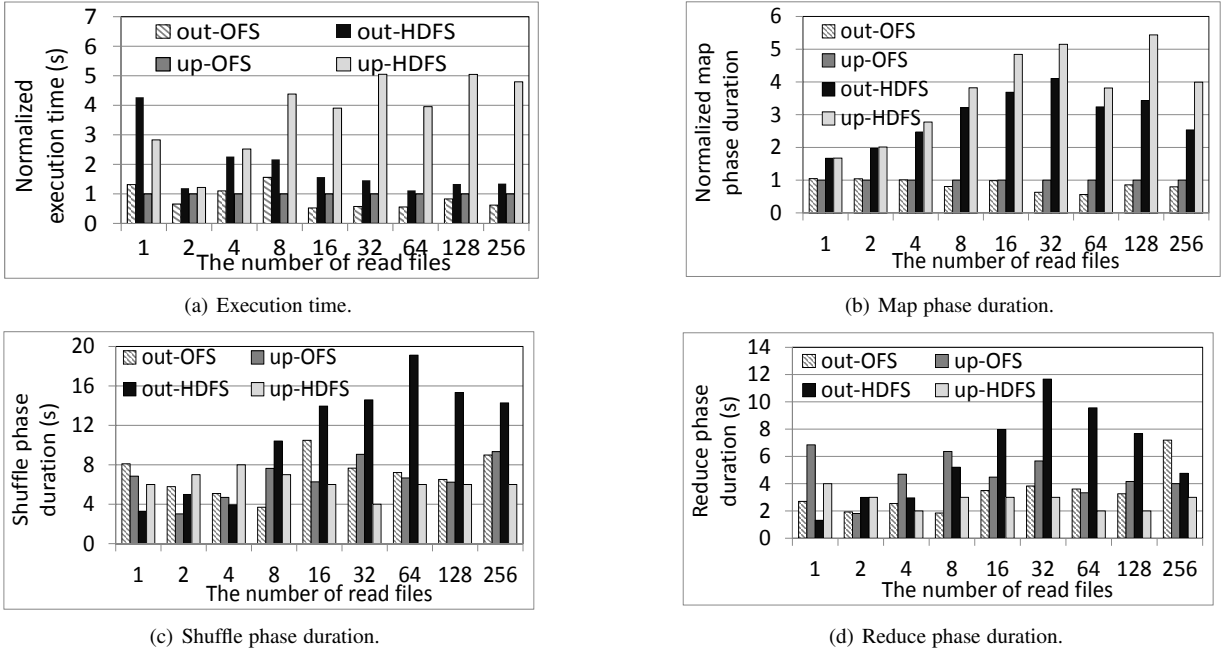 7
6
5
4
3
2
1
0
Normalized
execution time (s)
out-OFS
out-HDFS
up-OFS
up-HDFS
1 2 4 8 16 32 64 128 256
The number of read files
(a) Execution time.
6
5
4
3
2
1
0
Normalized map
phase duration
out-OFS
up-OFS
out-HDFS
up-HDFS
1 2 4 8 16 32 64 128 256
The number of read files
(b) Map phase duration.
20
16
12
8
4
0
Shuffle phase
duration (s)
out-OFS
up-OFS
out-HDFS
up-HDFS
1 2 4 8 16 32 64 128 256
The number of read files
(c) Shuffle phase duration.
14
12
10
8
6
4
2
0
Reduce phase
duration (s)
out-OFS
up-OFS
out-HDFS
up-HDFS
1 2 4 8 16 32 64 128 256
The number of read files
(d) Reduce phase duration.